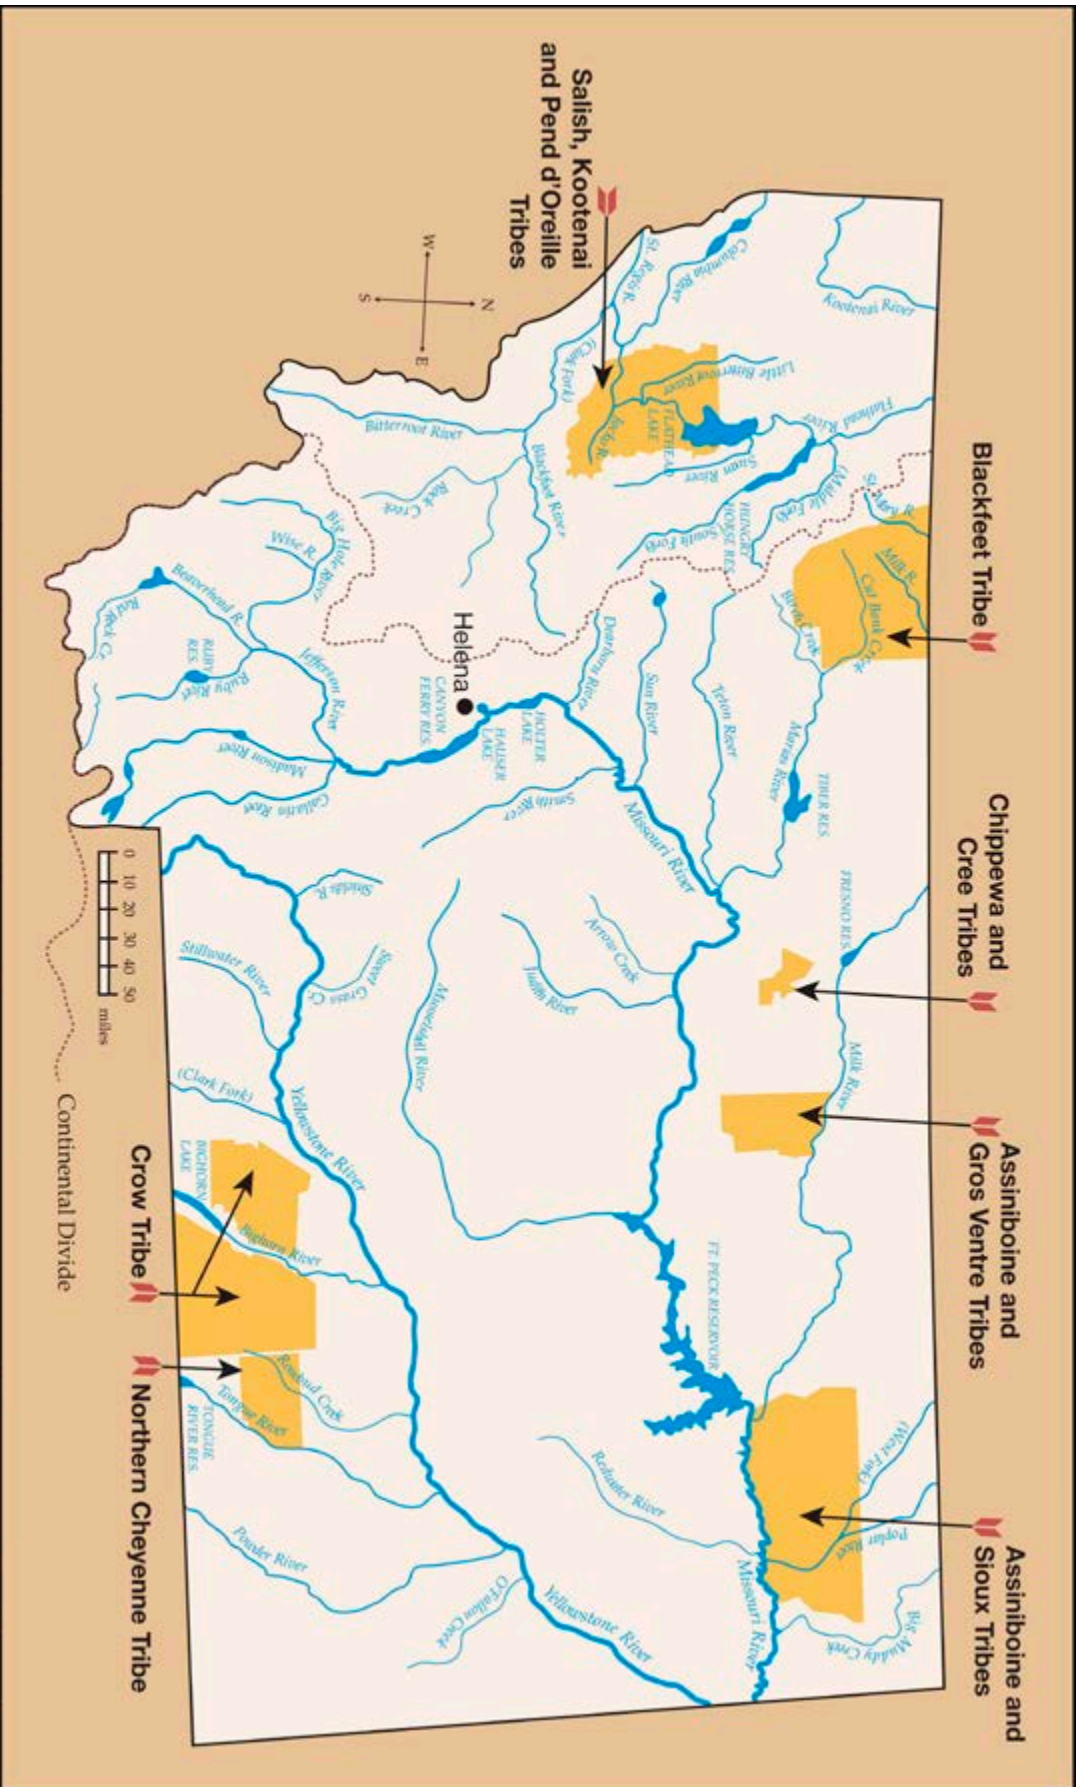 Salish, Kootenai
and Pend d'Oreille
Tribes
Blackfeet Tribe
Chippewa and
Cree Tribes
Assiniboine and
Gros Ventre Tribes
Assiniboine and
Sioux Tribes
Crow Tribe
Northern Cheyenne Tribe
N
W
E
S
Kootenai River
Columbia River
St. Regis R.
(Clark Fork)
Little Bitterroot River
FLATHEAD
LAKE
Jocko R.
Flathead River
Swan River
(Middle Fork)
HUNGRY
HORSE RES.
(South Fork)
St. Mary R.
Milk R.
Cut Bank Creek
Birch Creek
Marias River
TIBER RES.
Teton River
Sun River
Dearborn River
Bitterroot River
Blackfoot River
Rock Creek
Big Hole River
Wise R.
Beaverhead R.
Red Rock C.
RUBY
RES.
Ruby River
Jefferson River
Madison River
Gallatin River
Helena
CANYON
FERRY RES.
HAUSER
LAKE
HOLTER
LAKE
Smith River
Missouri River
FRESNO RES.
Milk River
Arrow Creek
Judith River
Musselshell River
Shields R.
Sweet Grass Cr.
Stillwater River
(Clark Fork)
Yellowstone River
BIGHORN
LAKE
Bighorn River
FT. PECK RESERVOIR
Rosebud Creek
Tongue River
TONGUE
RIVER RES.
Powder River
O'Fallon Creek
Yellowstone River
Redwater River
Missouri River
(West Fork)
Poplar River
Big Muddy Creek
0 10 20 30 40 50
miles
Continental Divide